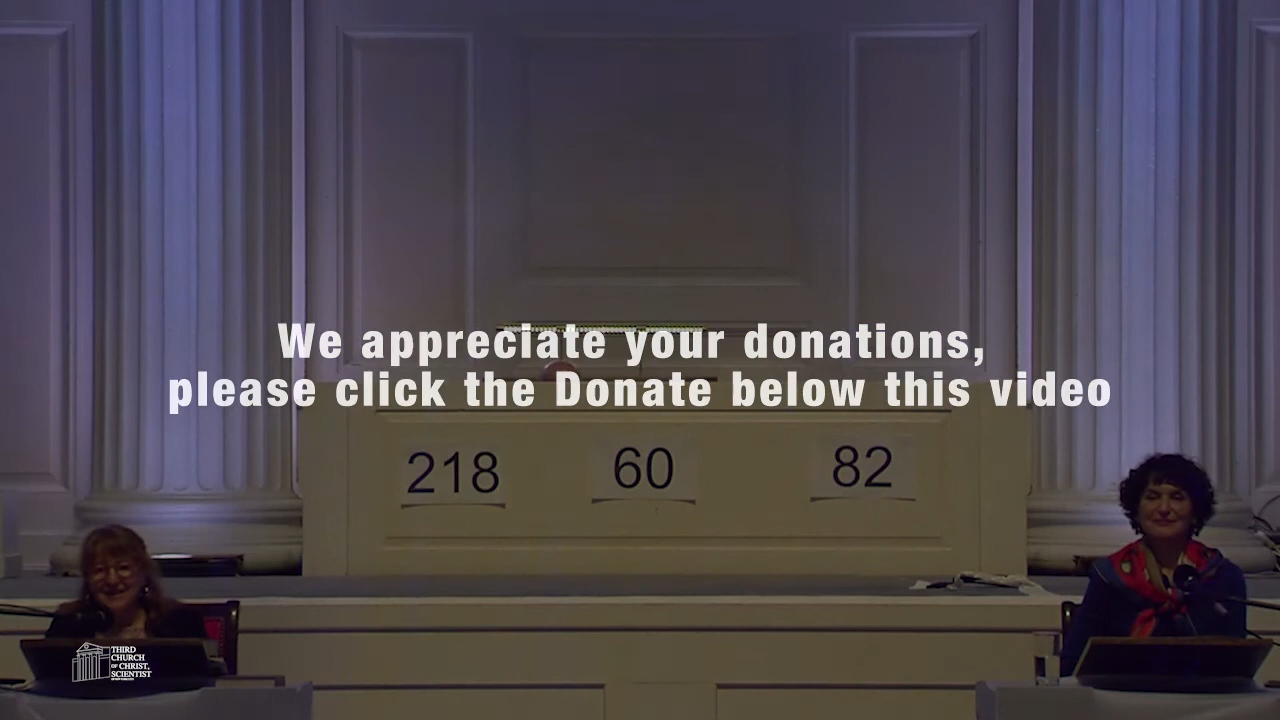 We appreciate your donations,
please click the Donate below this video
218 60 82
THIRD
CHURCH
OF CHRIST,
SCIENTIST